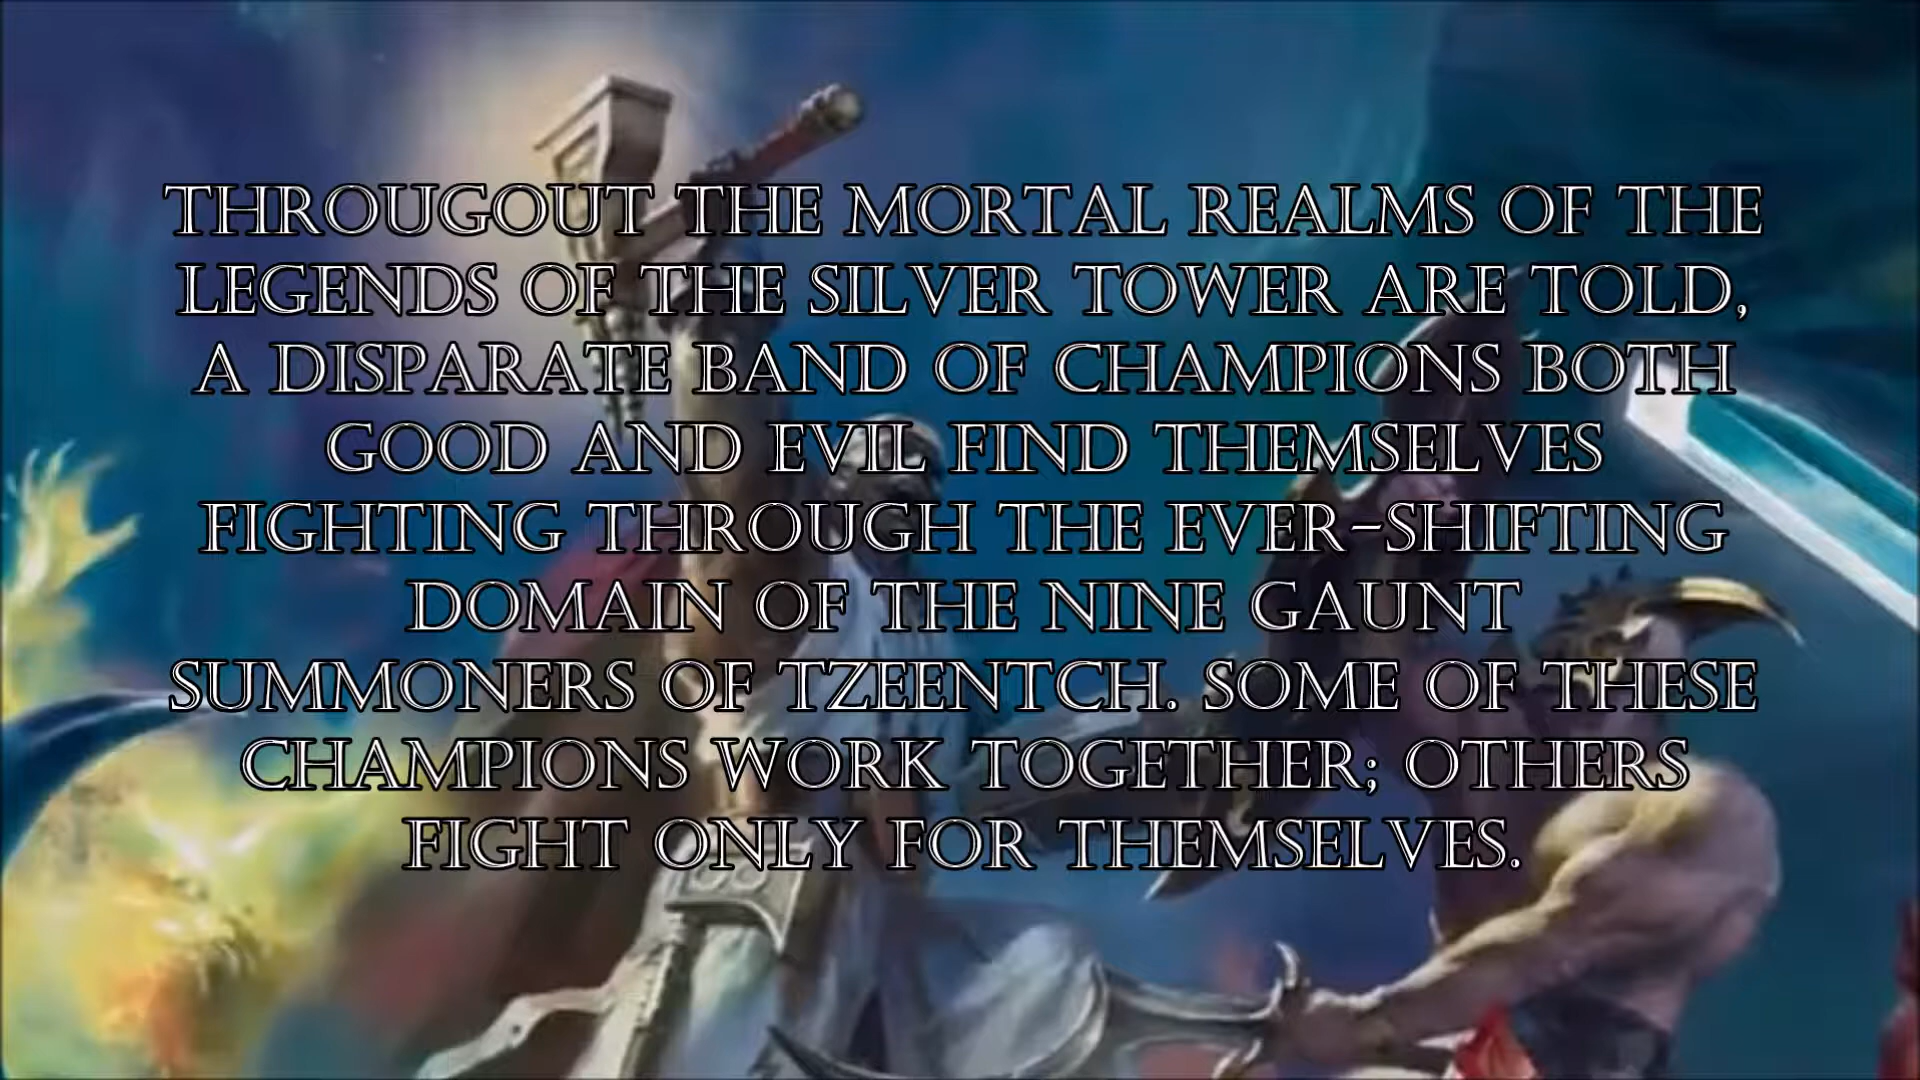 THROUGOUT THE MORTAL REALMS OF THE
LEGENDS OF THE SILVER TOWER ARE TOLD,
A DISPARATE BAND OF CHAMPIONS BOTH
GOOD AND EVIL FIND THEMSELVES
FIGHTING THROUGH THE EVER-SHIFTING
DOMAIN OF THE NINE GAUNT
SUMMONERS OF TZEENTCH. SOME OF THESE
CHAMPIONS WORK TOGETHER; OTHERS
FIGHT ONLY FOR THEMSELVES.